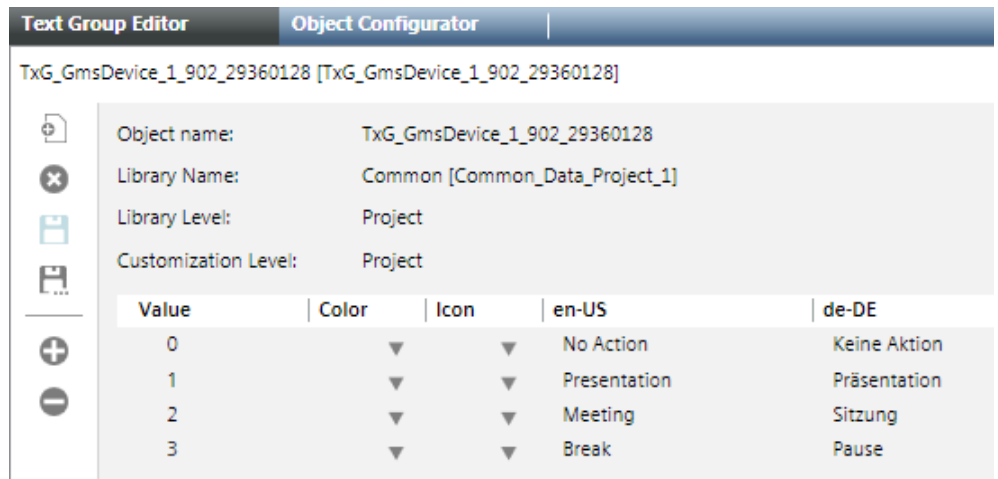 Text Group Editor Object Configurator
TxG_GmsDevice_1_902_29360128 [TxG_GmsDevice_1_902_29360128]
Object name: TxG_GmsDevice_1_902_29360128
Library Name: Common [Common_Data_Project_1]
Library Level: Project
Customization Level: Project
Value Color Icon en-US de-DE
0 No Action Keine Aktion
1 Presentation Präsentation
2 Meeting Sitzung
3 Break Pause